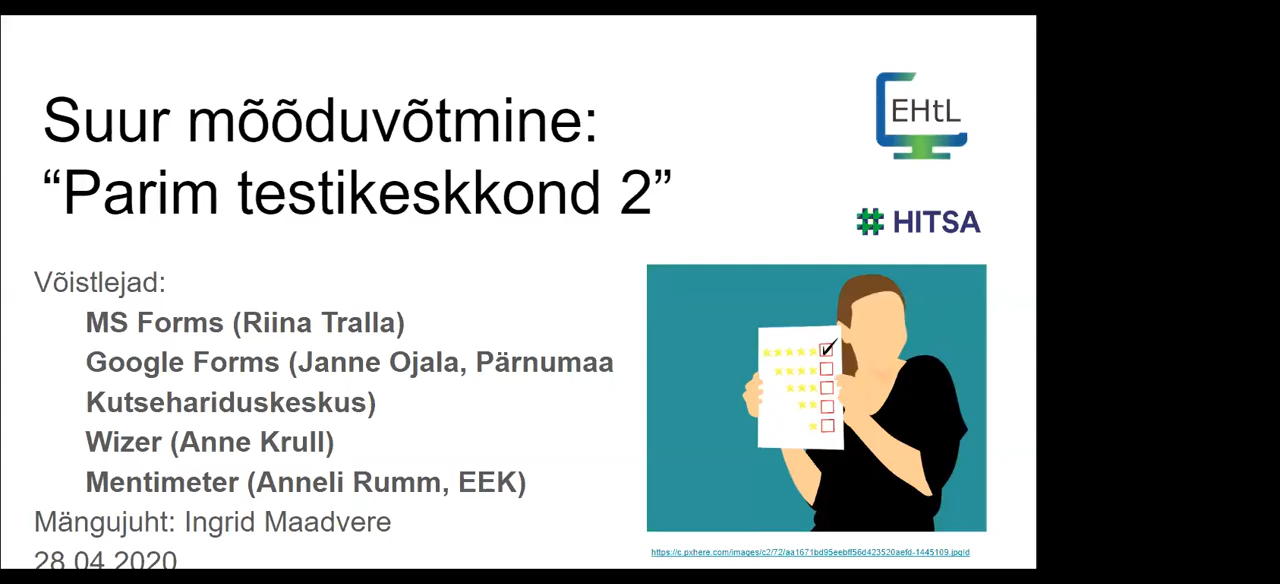 Suur mõõduvõtmine:
“Parim testikeskkond 2”
EHtL
# HITSA
Võistlejad:
MS Forms (Riina Tralla)
Google Forms (Janne Ojala, Pärnumaa
Kutsehariduskeskus)
Wizer (Anne Krull)
Mentimeter (Anneli Rumm, EEK)
Mängujuht: Ingrid Maadvere
28.04.2020
https://c.pxhere.com/images/c2/72/aa1671bd95eebff56d423520aefd-1445109.jpg!d